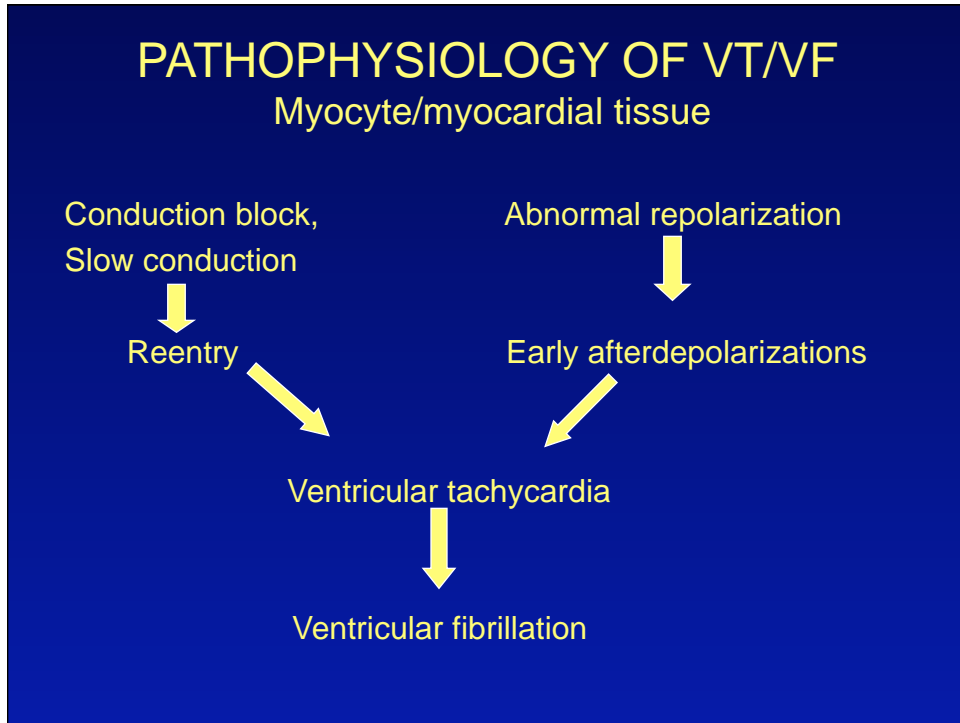 PATHOPHYSIOLOGY OF VT/VF
Myocyte/myocardial tissue
Conduction block,
Slow conduction
Abnormal repolarization
Reentry
Early afterdepolarizations
Ventricular tachycardia
Ventricular fibrillation